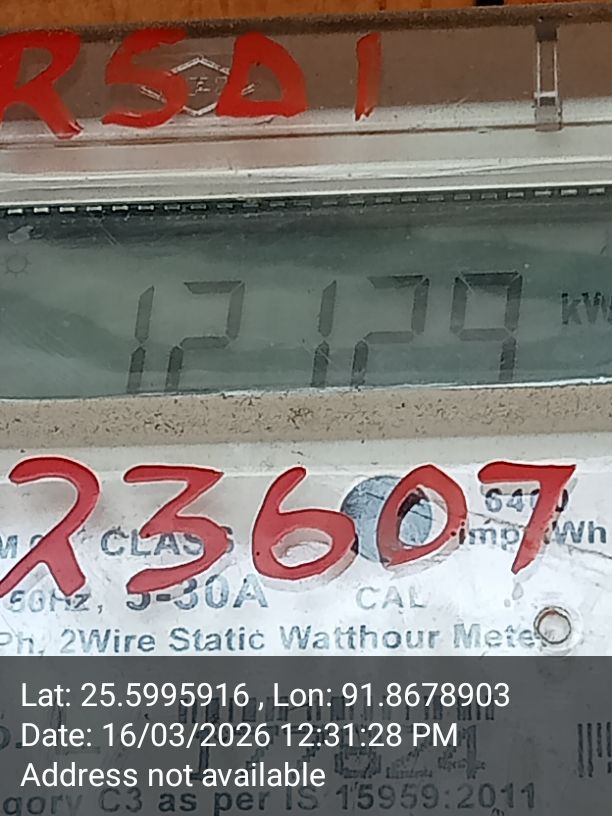 RSD1
12129 kW
23607
CLASS
imp/kWh
50Hz, 5-30A CAL
Ph, 2Wire Static Watthour Meter
Lat: 25.5995916 , Lon: 91.8678903
Date: 16/03/2026 12:31:28 PM
Address not available
gory C3 as per IS 15959:2011